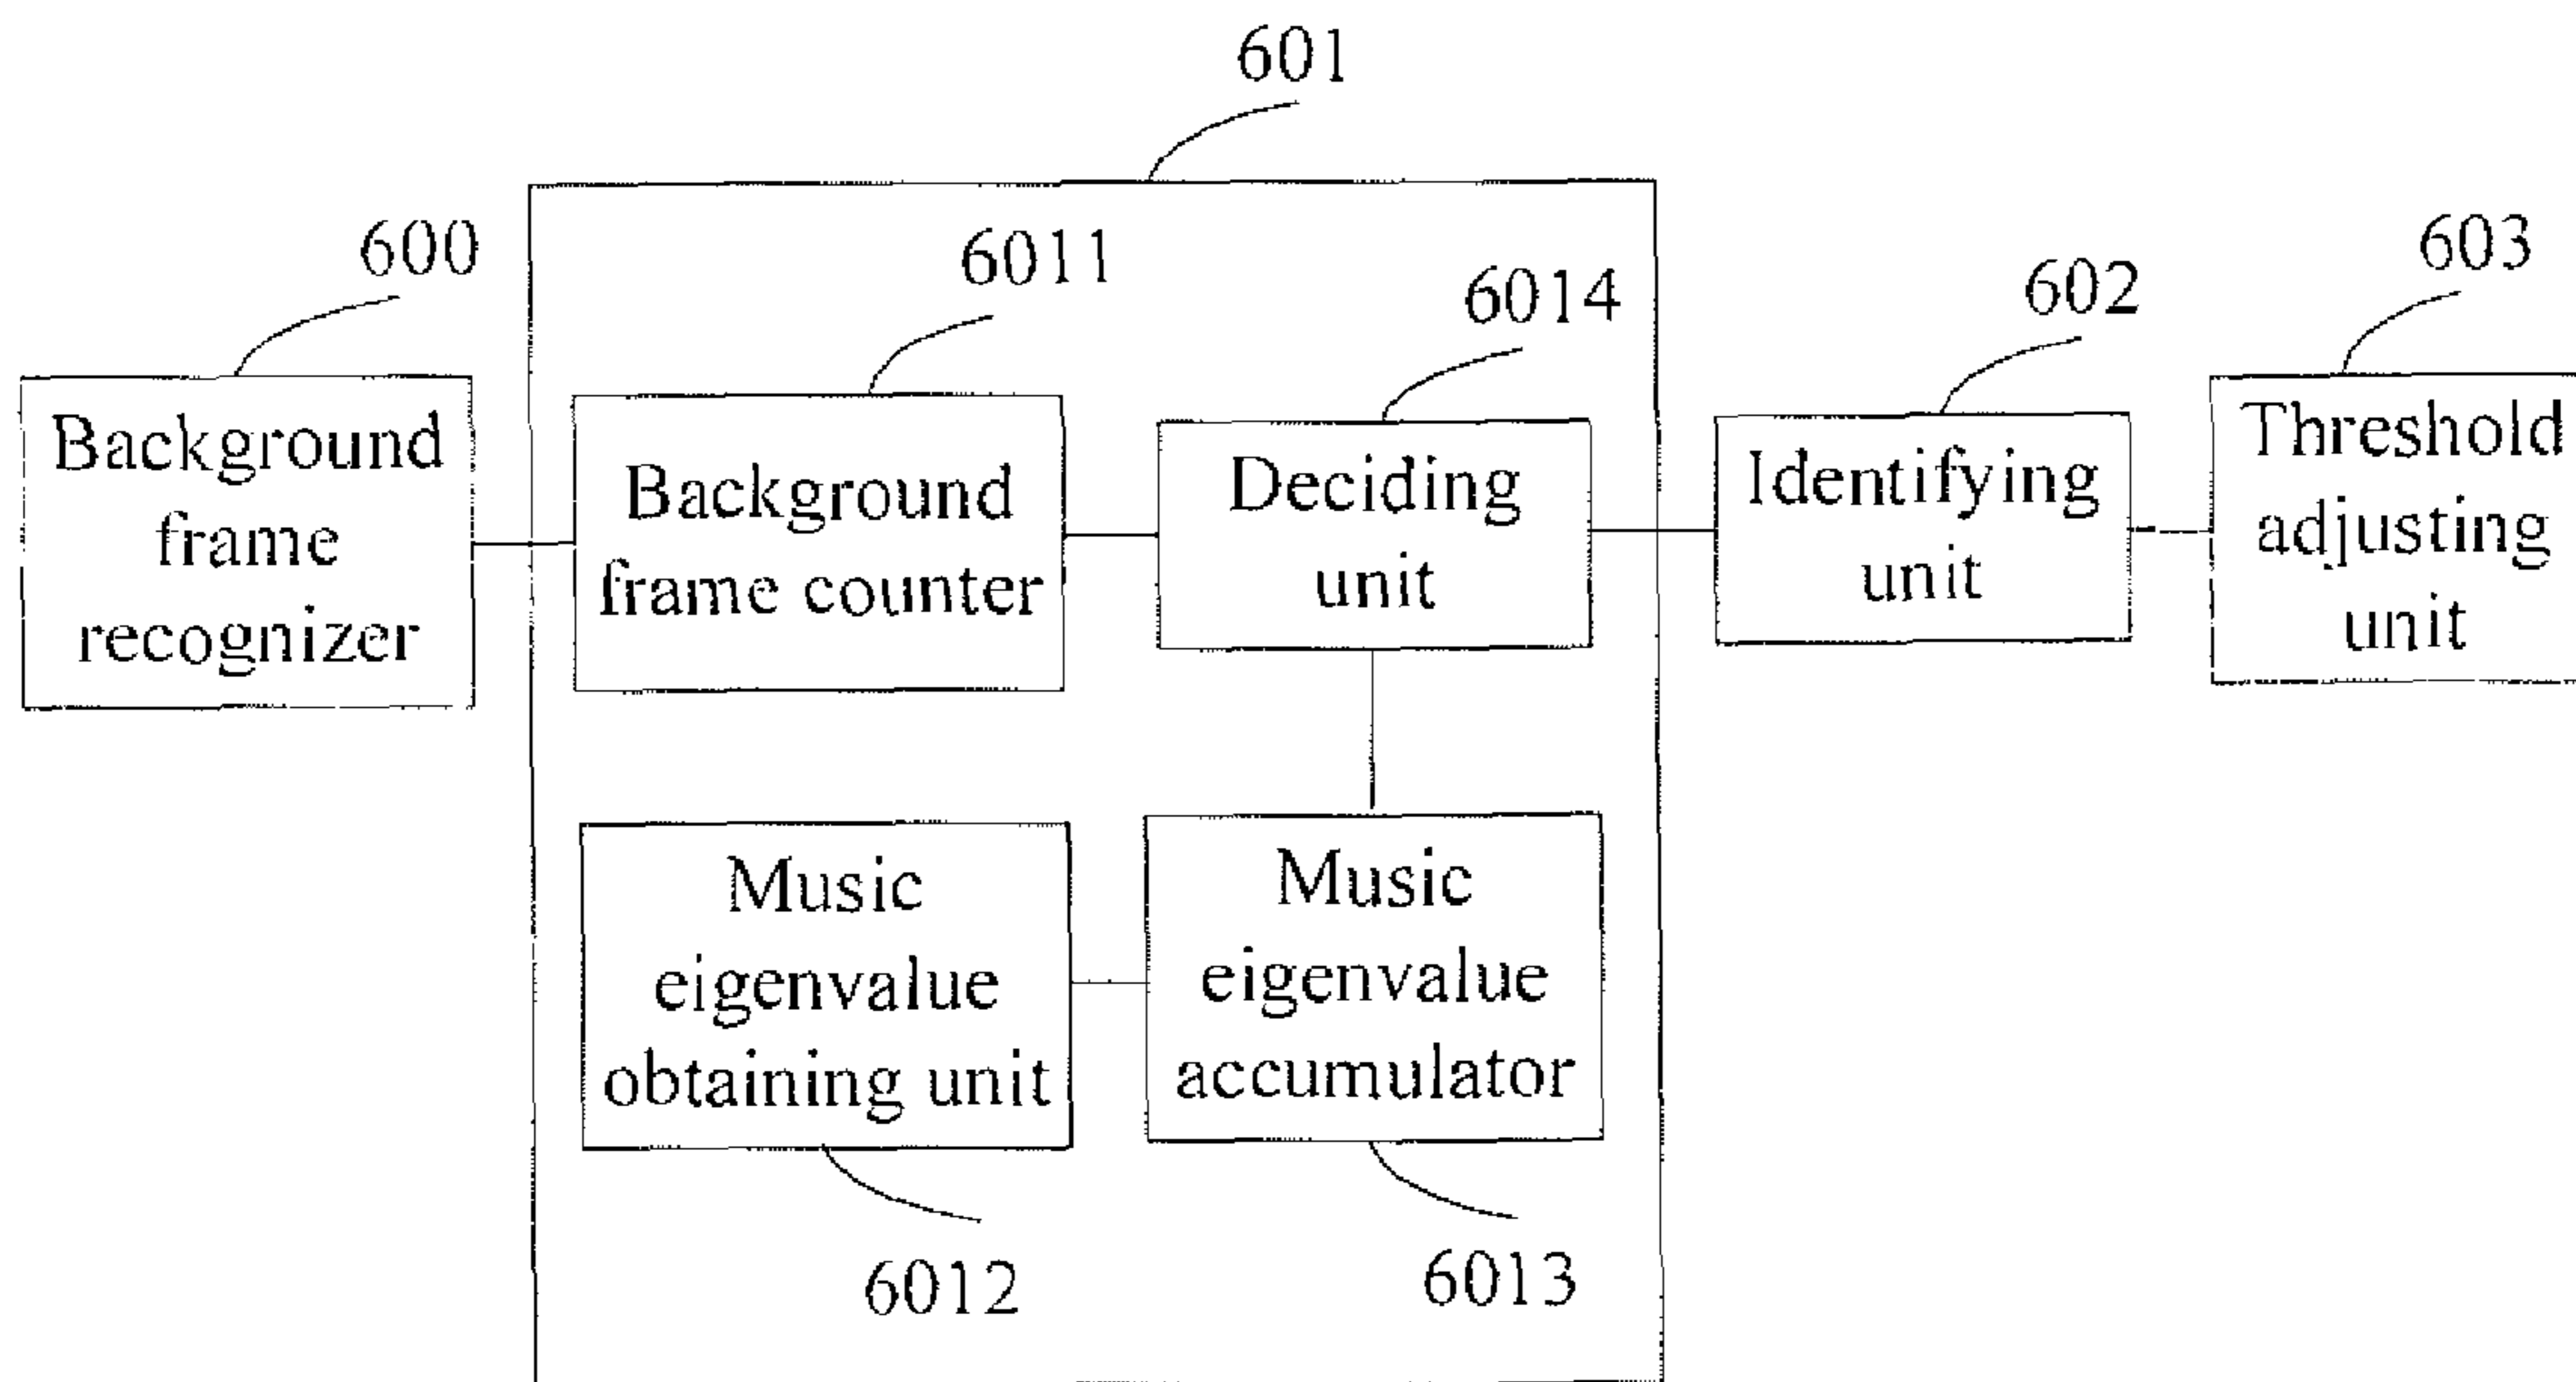 601
600
6011
6014
602
603
Background
frame
recognizer
Background
frame counter
Deciding
unit
Identifying
unit
Threshold
adjusting
unit
Music
eigenvalue
obtaining unit
Music
eigenvalue
accumulator
6012
6013